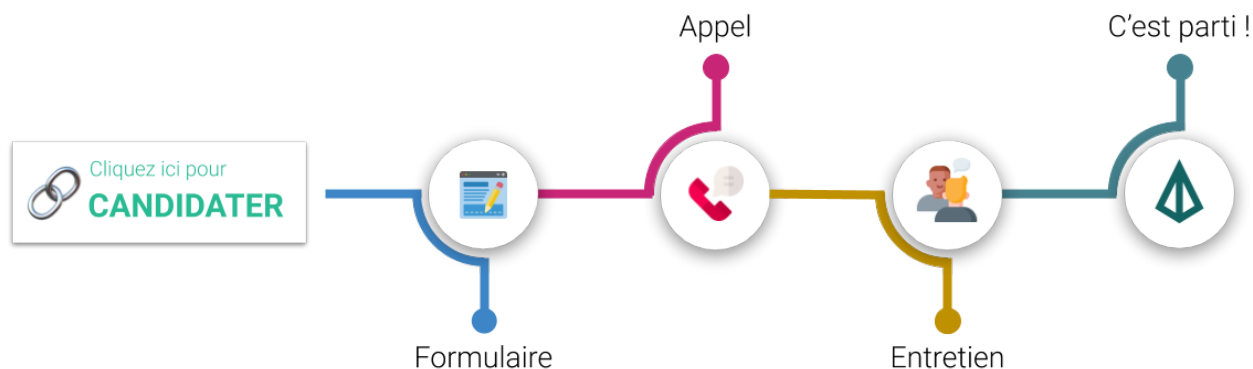 Cliquez ici pour
CANDIDATER
Formulaire
Appel
Entretien
C’est parti !